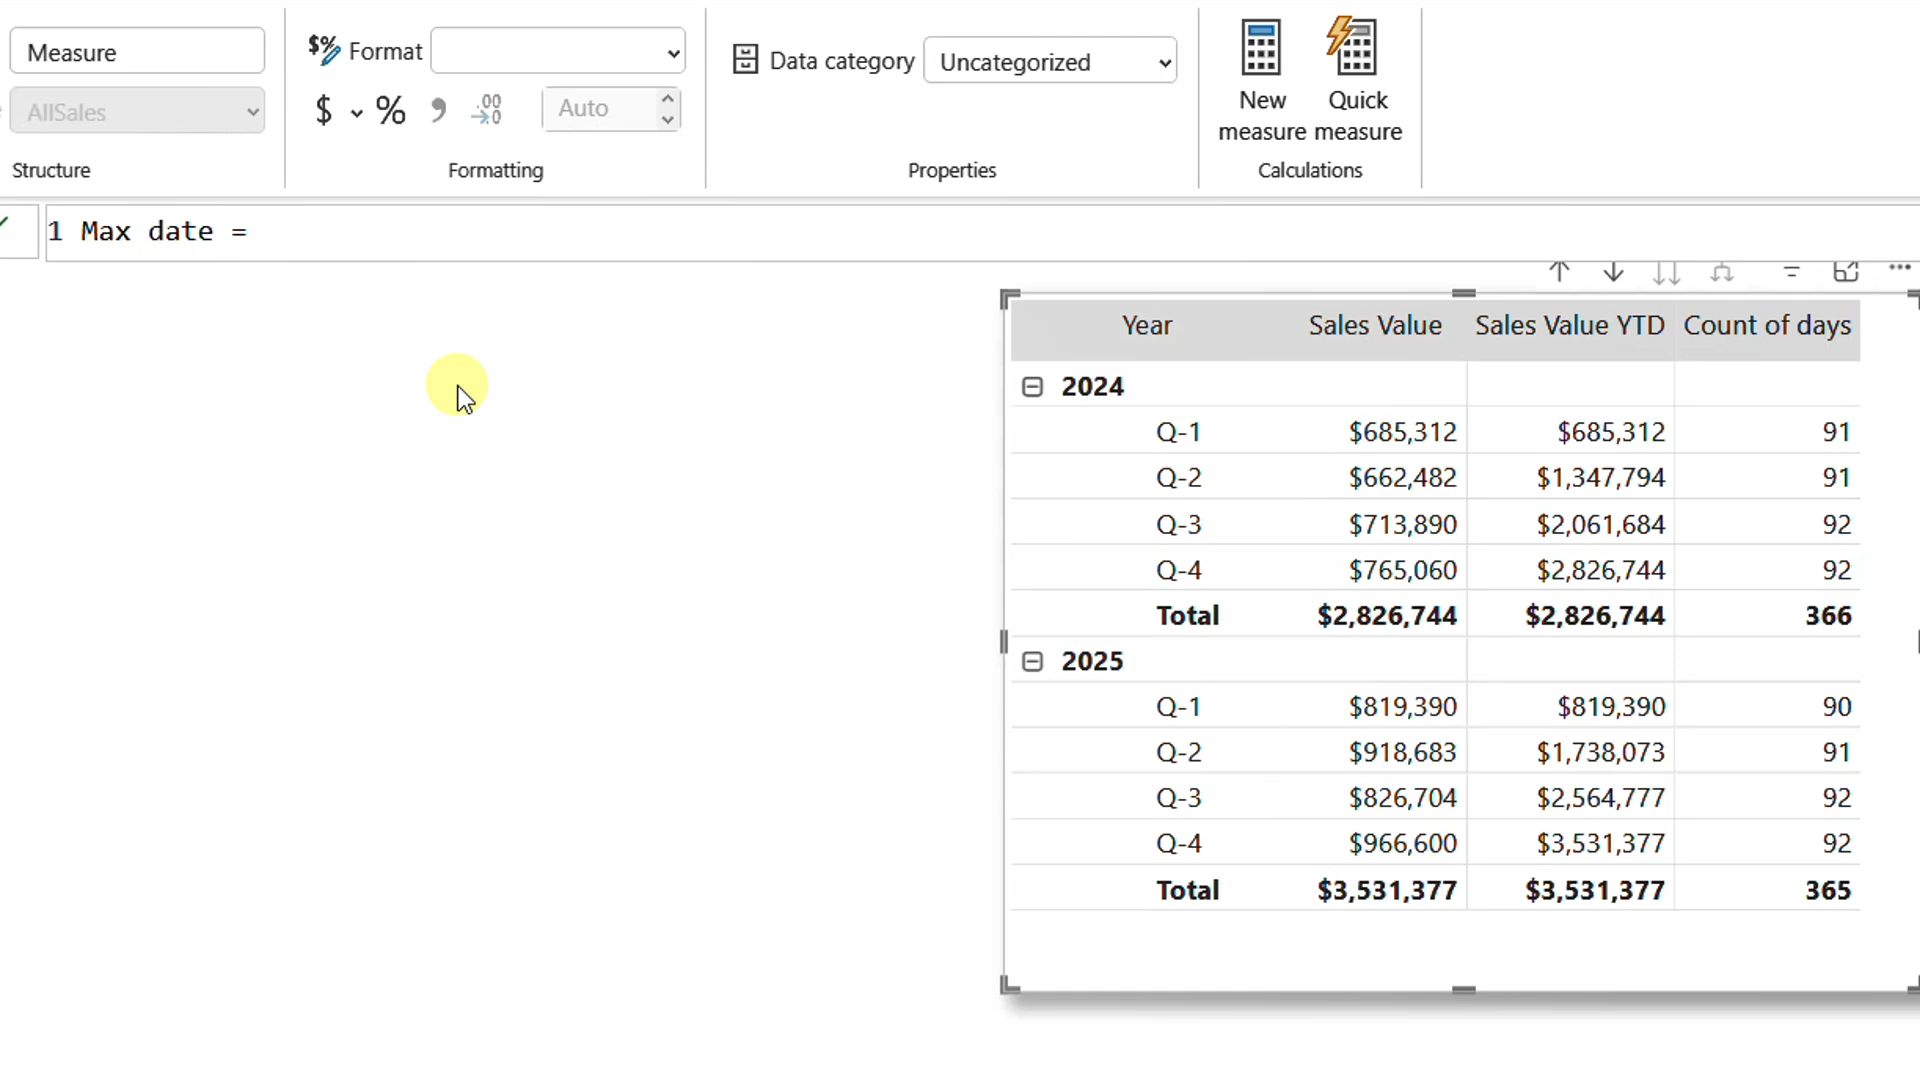 Measure
Format
Data category Uncategorized
AllSales
$ % .00 .0 Auto
New measure
Quick measure
Structure
Formatting
Properties
Calculations
1 Max date =
Year Sales Value Sales Value YTD Count of days
2024
Q-1 $685,312 $685,312 91
Q-2 $662,482 $1,347,794 91
Q-3 $713,890 $2,061,684 92
Q-4 $765,060 $2,826,744 92
Total $2,826,744 $2,826,744 366
2025
Q-1 $819,390 $819,390 90
Q-2 $918,683 $1,738,073 91
Q-3 $826,704 $2,564,777 92
Q-4 $966,600 $3,531,377 92
Total $3,531,377 $3,531,377 365